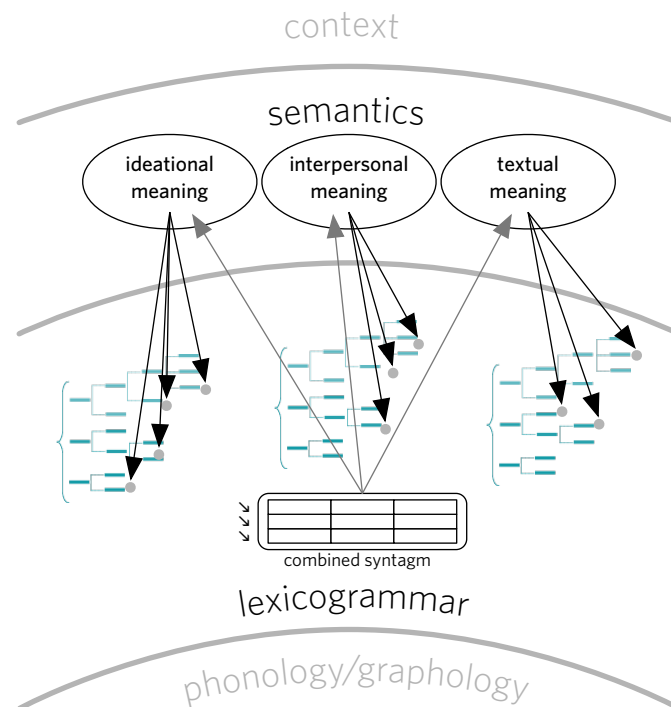 context
semantics
ideational
meaning
interpersonal
meaning
textual
meaning
combined syntagm
lexicogrammar
phonology/graphology